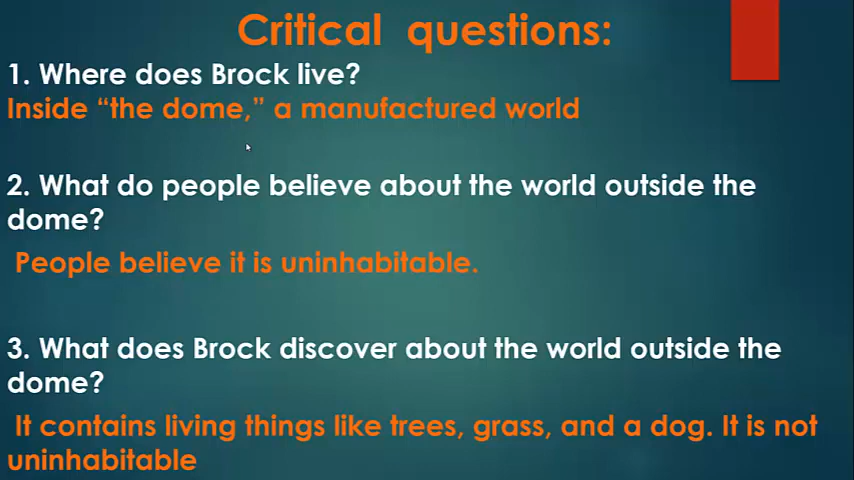 Critical questions:
1. Where does Brock live?
Inside “the dome,” a manufactured world
2. What do people believe about the world outside the
dome?
People believe it is uninhabitable.
3. What does Brock discover about the world outside the
dome?
It contains living things like trees, grass, and a dog. It is not
uninhabitable